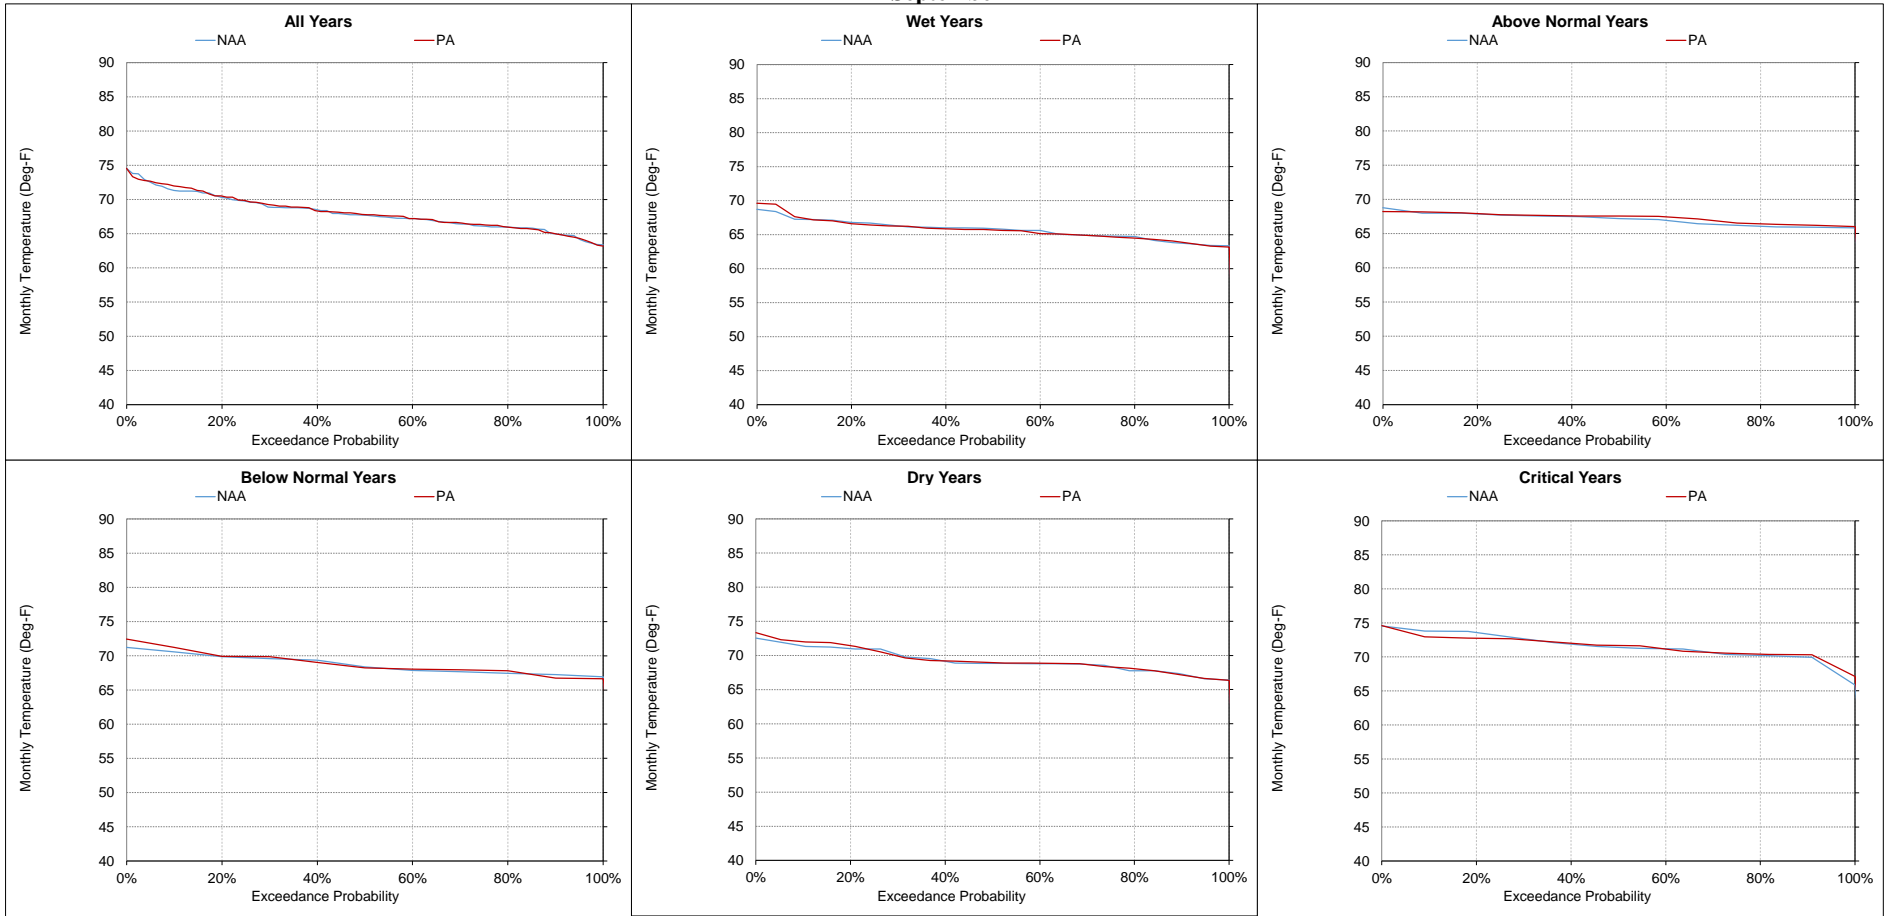 All Years
NAA PA
Monthly Temperature (Deg-F)
90
85
80
75
70
65
60
55
50
45
40
0% 20% 40% 60% 80% 100%
Exceedance Probability
Wet Years
NAA PA
Monthly Temperature (Deg-F)
90
85
80
75
70
65
60
55
50
45
40
0% 20% 40% 60% 80% 100%
Exceedance Probability
Above Normal Years
NAA PA
Monthly Temperature (Deg-F)
90
85
80
75
70
65
60
55
50
45
40
0% 20% 40% 60% 80% 100%
Exceedance Probability
Below Normal Years
NAA PA
Monthly Temperature (Deg-F)
90
85
80
75
70
65
60
55
50
45
40
0% 20% 40% 60% 80% 100%
Exceedance Probability
Dry Years
NAA PA
Monthly Temperature (Deg-F)
90
85
80
75
70
65
60
55
50
45
40
0% 20% 40% 60% 80% 100%
Exceedance Probability
Critical Years
NAA PA
Monthly Temperature (Deg-F)
90
85
80
75
70
65
60
55
50
45
40
0% 20% 40% 60% 80% 100%
Exceedance Probability